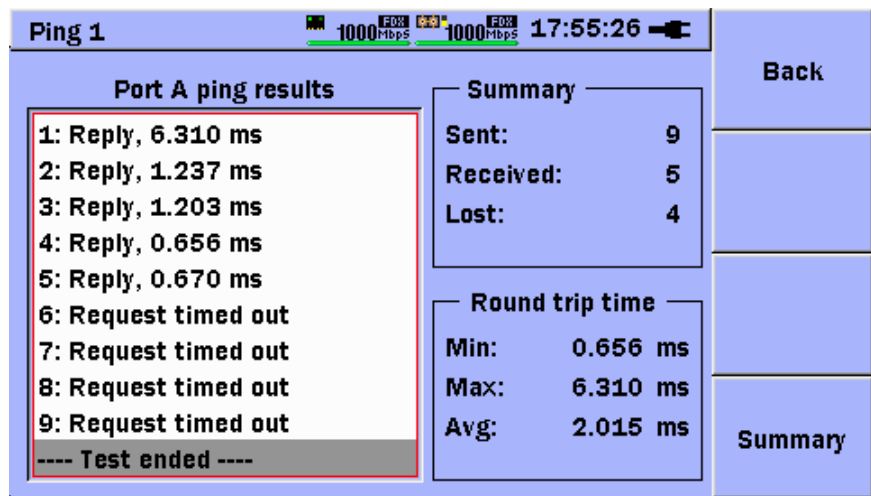 Ping 1
1000 FDX Mbps 1000 FDX Mbps 17:55:26
Back
Port A ping results
1: Reply, 6.310 ms
2: Reply, 1.237 ms
3: Reply, 1.203 ms
4: Reply, 0.656 ms
5: Reply, 0.670 ms
6: Request timed out
7: Request timed out
8: Request timed out
9: Request timed out
---- Test ended ----
Summary
Sent: 9
Received: 5
Lost: 4
Round trip time
Min: 0.656 ms
Max: 6.310 ms
Avg: 2.015 ms
Summary